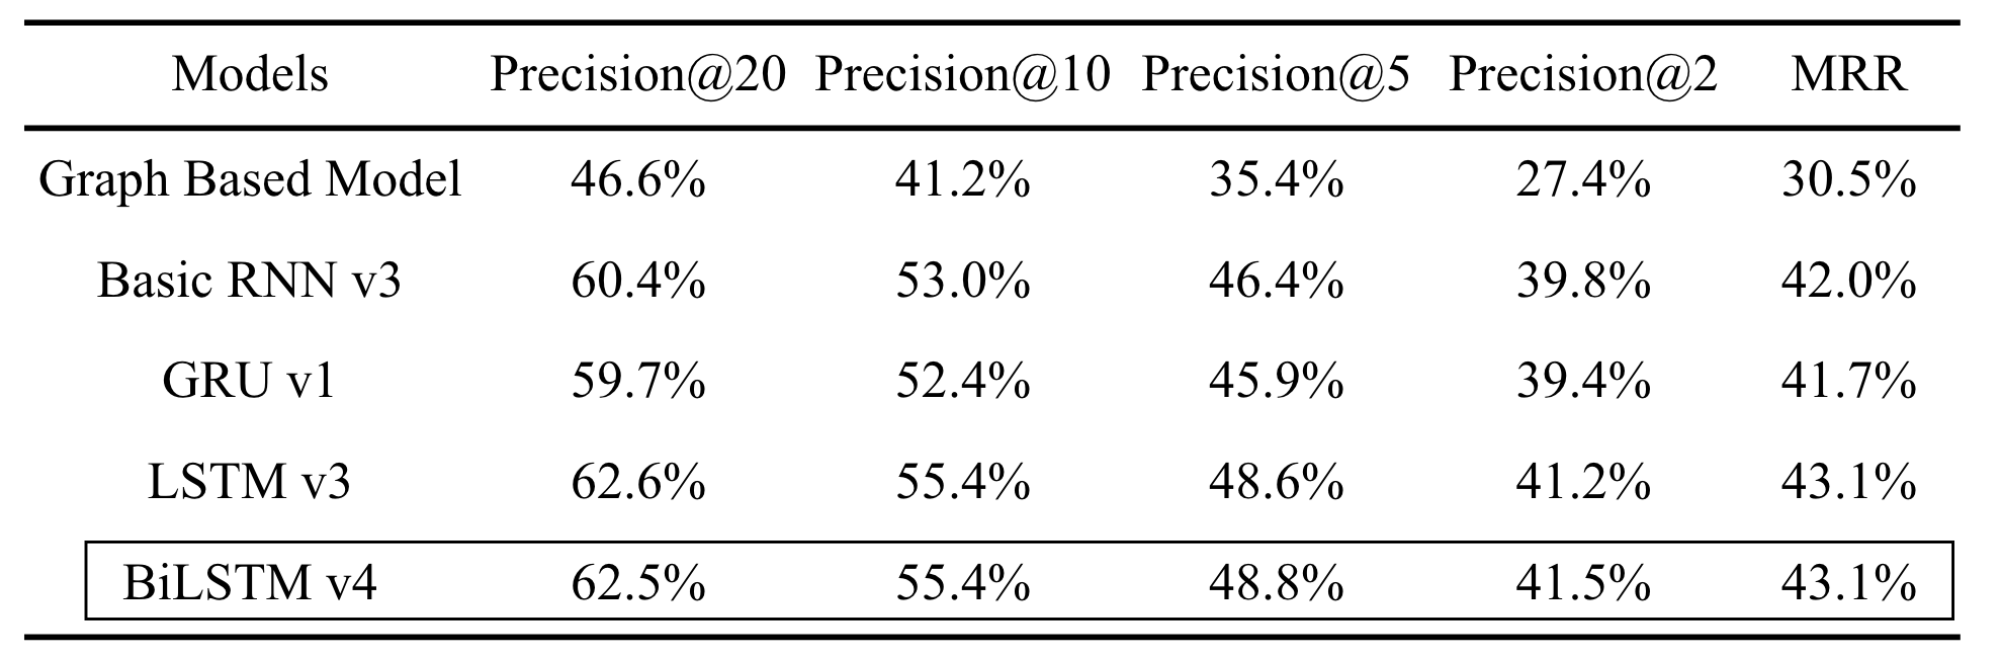 Models Precision@20 Precision@10 Precision@5 Precision@2 MRR
Graph Based Model 46.6% 41.2% 35.4% 27.4% 30.5%
Basic RNN v3 60.4% 53.0% 46.4% 39.8% 42.0%
GRU v1 59.7% 52.4% 45.9% 39.4% 41.7%
LSTM v3 62.6% 55.4% 48.6% 41.2% 43.1%
BiLSTM v4 62.5% 55.4% 48.8% 41.5% 43.1%